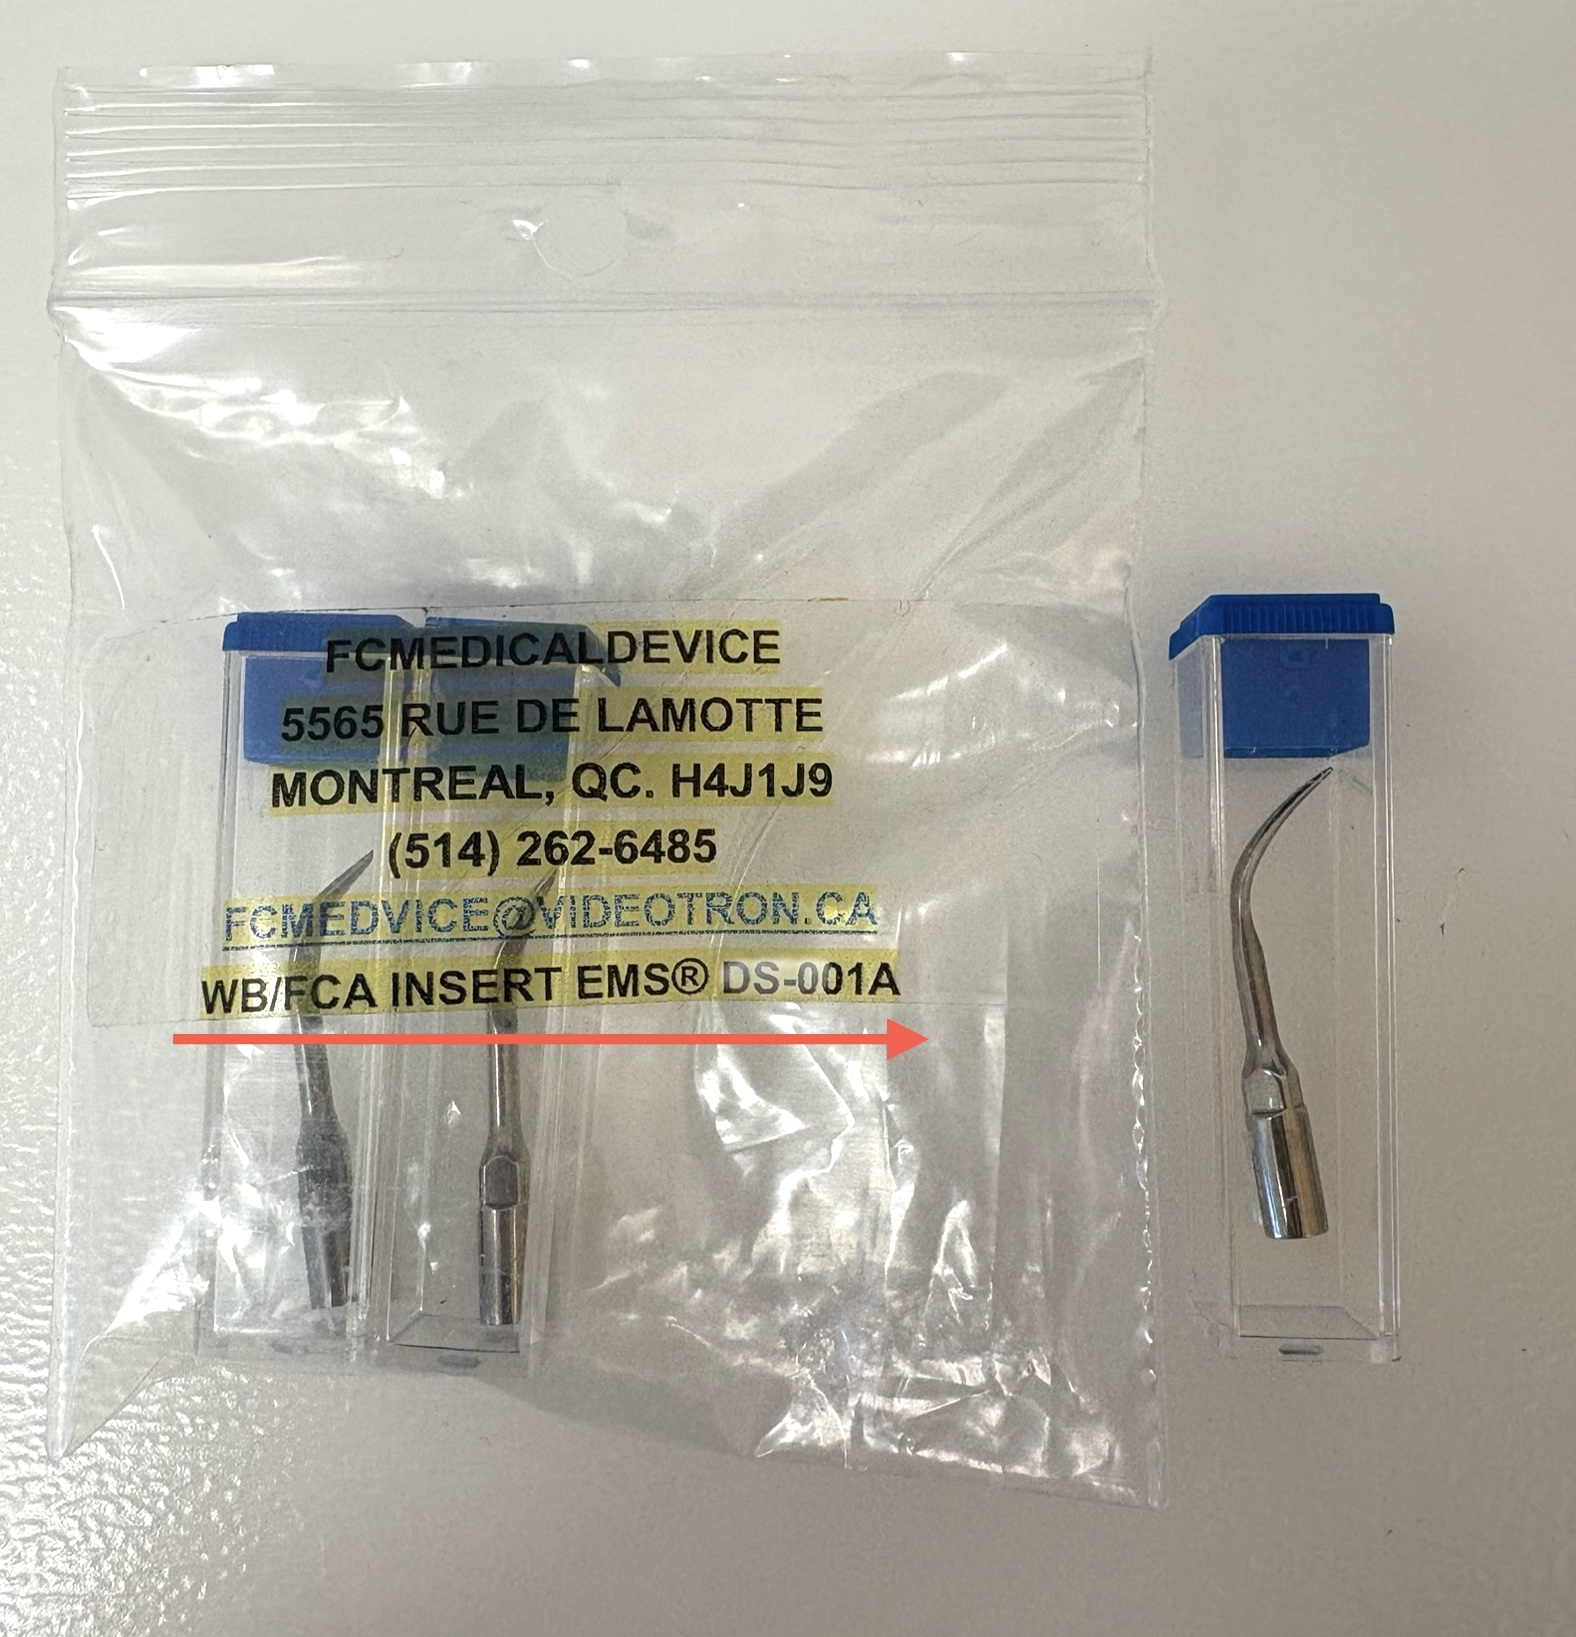 FCMEDICALDEVICE
5565 RUE DE LAMOTTE
MONTREAL, QC. H4J1J9
(514) 262-6485
FCMEDVICE@VIDEOTRON.CA
WB/FCA INSERT EMS® DS-001A